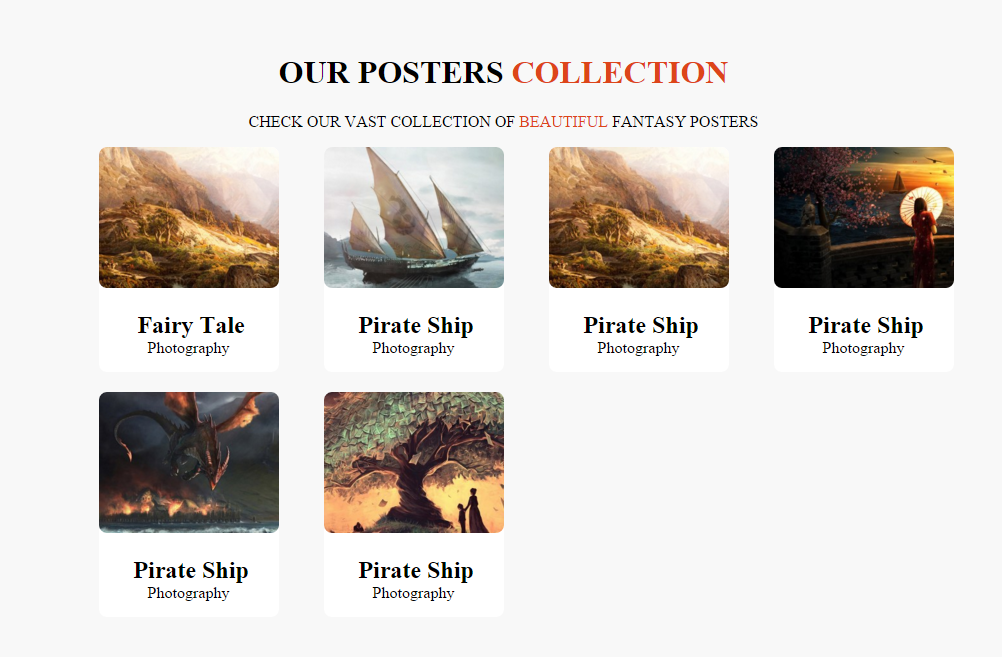 OUR POSTERS COLLECTION
CHECK OUR VAST COLLECTION OF BEAUTIFUL FANTASY POSTERS
Fairy Tale
Photography
Pirate Ship
Photography
Pirate Ship
Photography
Pirate Ship
Photography
Pirate Ship
Photography
Pirate Ship
Photography